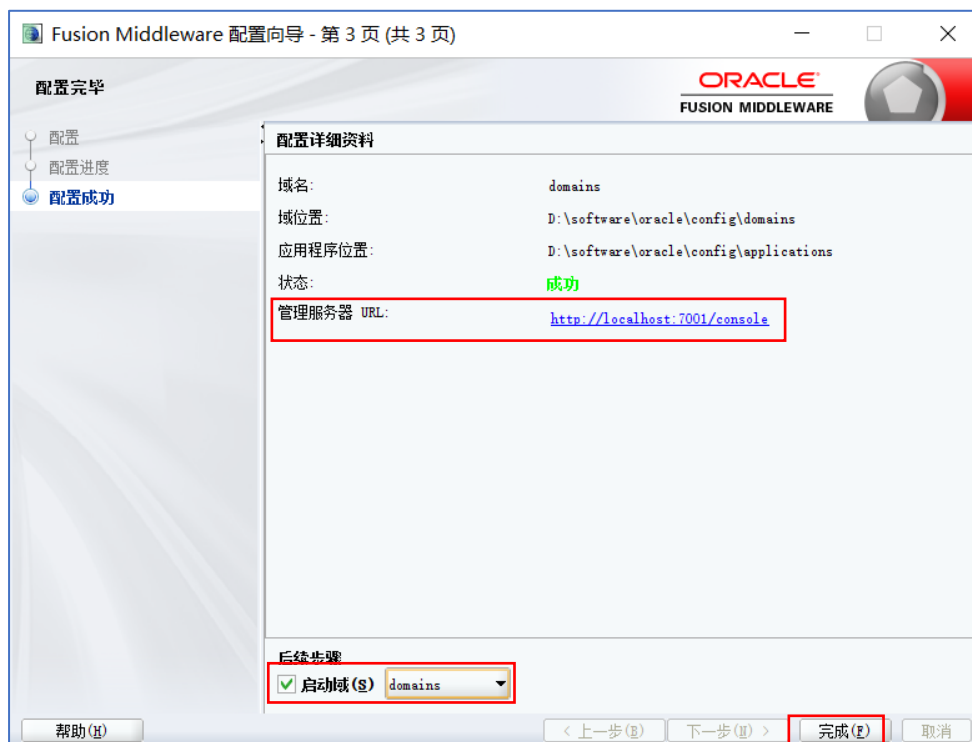 Fusion Middleware 配置向导 - 第 3 页 (共 3 页)
配置完毕
ORACLE
FUSION MIDDLEWARE
配置
配置进度
配置成功
配置详细资料
域名: domains
域位置: D:\software\oracle\config\domains
应用程序位置: D:\software\oracle\config\applications
状态: 成功
管理服务器 URL: http://localhost:7001/console
后续步骤
启动域(S) domains
帮助(H) < 上一步(B) 下一步(N) > 完成(F) 取消